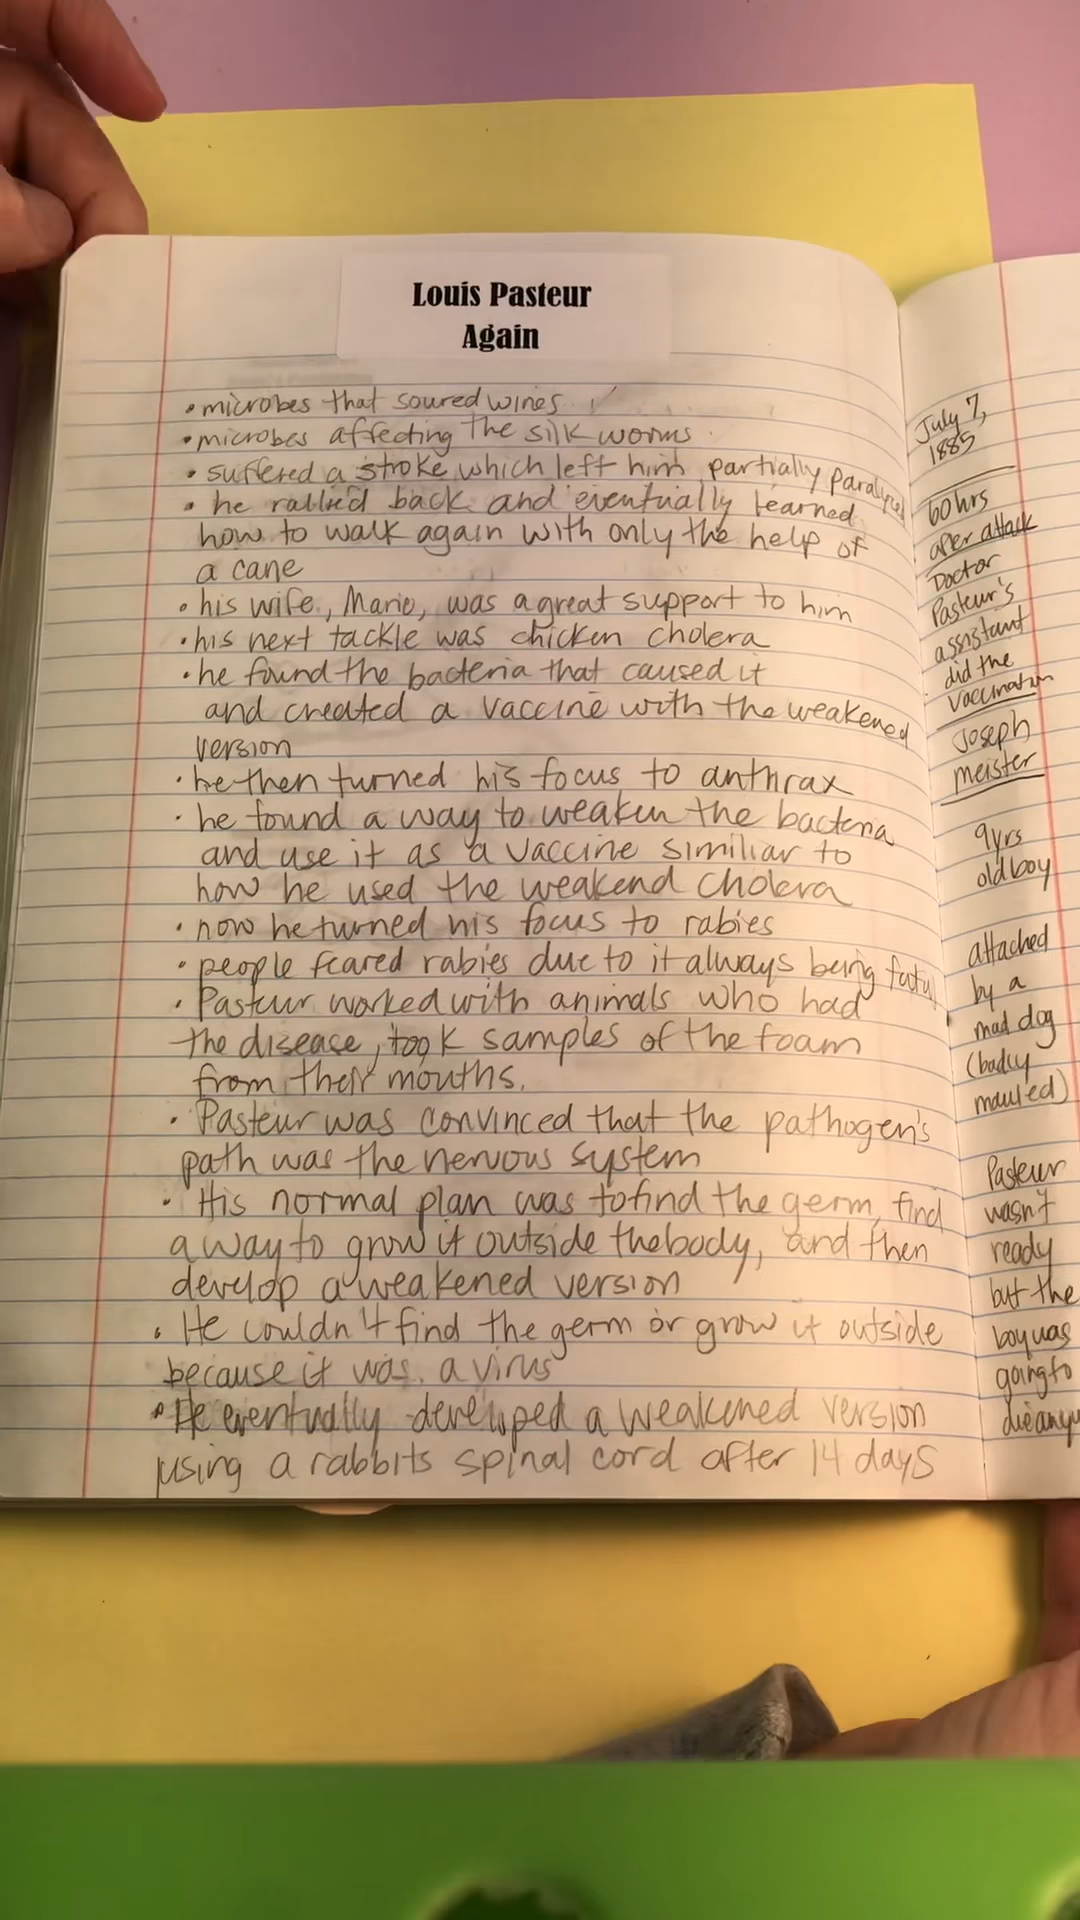 Louis Pasteur
Again
• microbes that soured wines
• microbes affecting the silk worms
• suffered a stroke which left him partially paralyzed
• he rallied back and eventually learned
how to walk again with only the help of
a cane
• his wife, Marie, was a great support to him
• his next tackle was chicken cholera
• he found the bacteria that caused it
and created a vaccine with the weakened
version
• he then turned his focus to anthrax
• he found a way to weaken the bacteria
and use it as a vaccine similiar to
how he used the weakend cholera
• now he turned his focus to rabies
• people feared rabies due to it always being fatal
• Pasteur worked with animals who had
the disease, took samples of the foam
from their mouths.
• Pasteur was convinced that the pathogen's
path was the nervous system
• His normal plan was to find the germ, find
a way to grow it outside the body, and then
develop a weakened version
• He couldn't find the germ or grow it outside
because it was a virus
• He eventually developed a weakened version
using a rabbits spinal cord after 14 days
July 7,
1885
60 hrs
after attack
Doctor
Pasteur's
assistant
did the
vaccination
Joseph
meister
9yrs
old boy
attached
by a
mad dog
(badly
mauled)
Pasteur
wasn't
ready
but the
boy was
going to
die